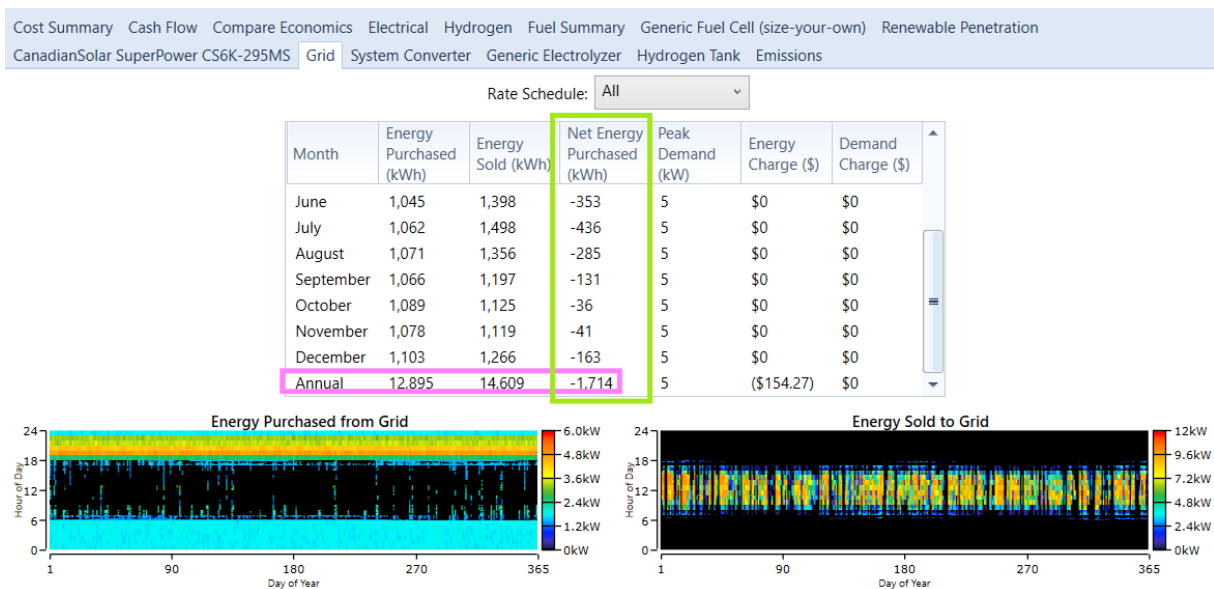 Cost Summary Cash Flow Compare Economics Electrical Hydrogen Fuel Summary Generic Fuel Cell (size-your-own) Renewable Penetration
CanadianSolar SuperPower CS6K-295MS Grid System Converter Generic Electrolyzer Hydrogen Tank Emissions
Rate Schedule: All
Month Energy Purchased (kWh) Energy Sold (kWh) Net Energy Purchased (kWh) Peak Demand (kW) Energy Charge ($) Demand Charge ($)
June 1,045 1,398 -353 5 $0 $0
July 1,062 1,498 -436 5 $0 $0
August 1,071 1,356 -285 5 $0 $0
September 1,066 1,197 -131 5 $0 $0
October 1,089 1,125 -36 5 $0 $0
November 1,078 1,119 -41 5 $0 $0
December 1,103 1,266 -163 5 $0 $0
Annual 12,895 14,609 -1,714 5 ($154.27) $0
Energy Purchased from Grid
24
18
12
6
0
Hour of Day
1 90 180 270 365
Day of Year
6.0kW
4.8kW
3.6kW
2.4kW
1.2kW
0kW
Energy Sold to Grid
24
18
12
6
0
Hour of Day
1 90 180 270 365
Day of Year
12kW
9.6kW
7.2kW
4.8kW
2.4kW
0kW